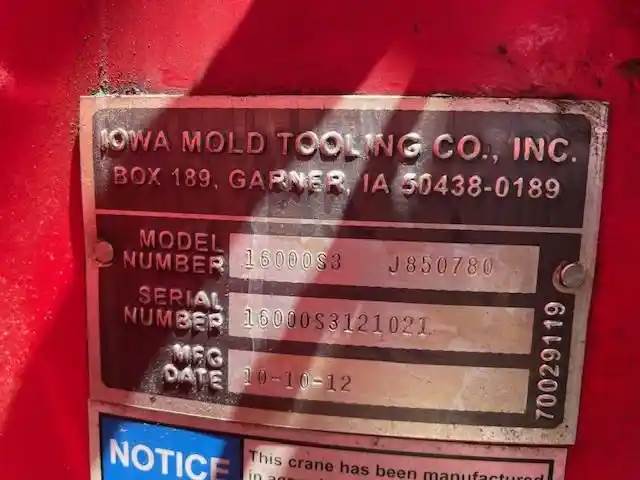 IOWA MOLD TOOLING CO., INC.
BOX 189, GARNER, IA 50438-0189
MODEL NUMBER 16000S3 J850780
SERIAL NUMBER 16000S3121021
MFG DATE 10-10-12
70029119
NOTICE
This crane has been manufactured
in